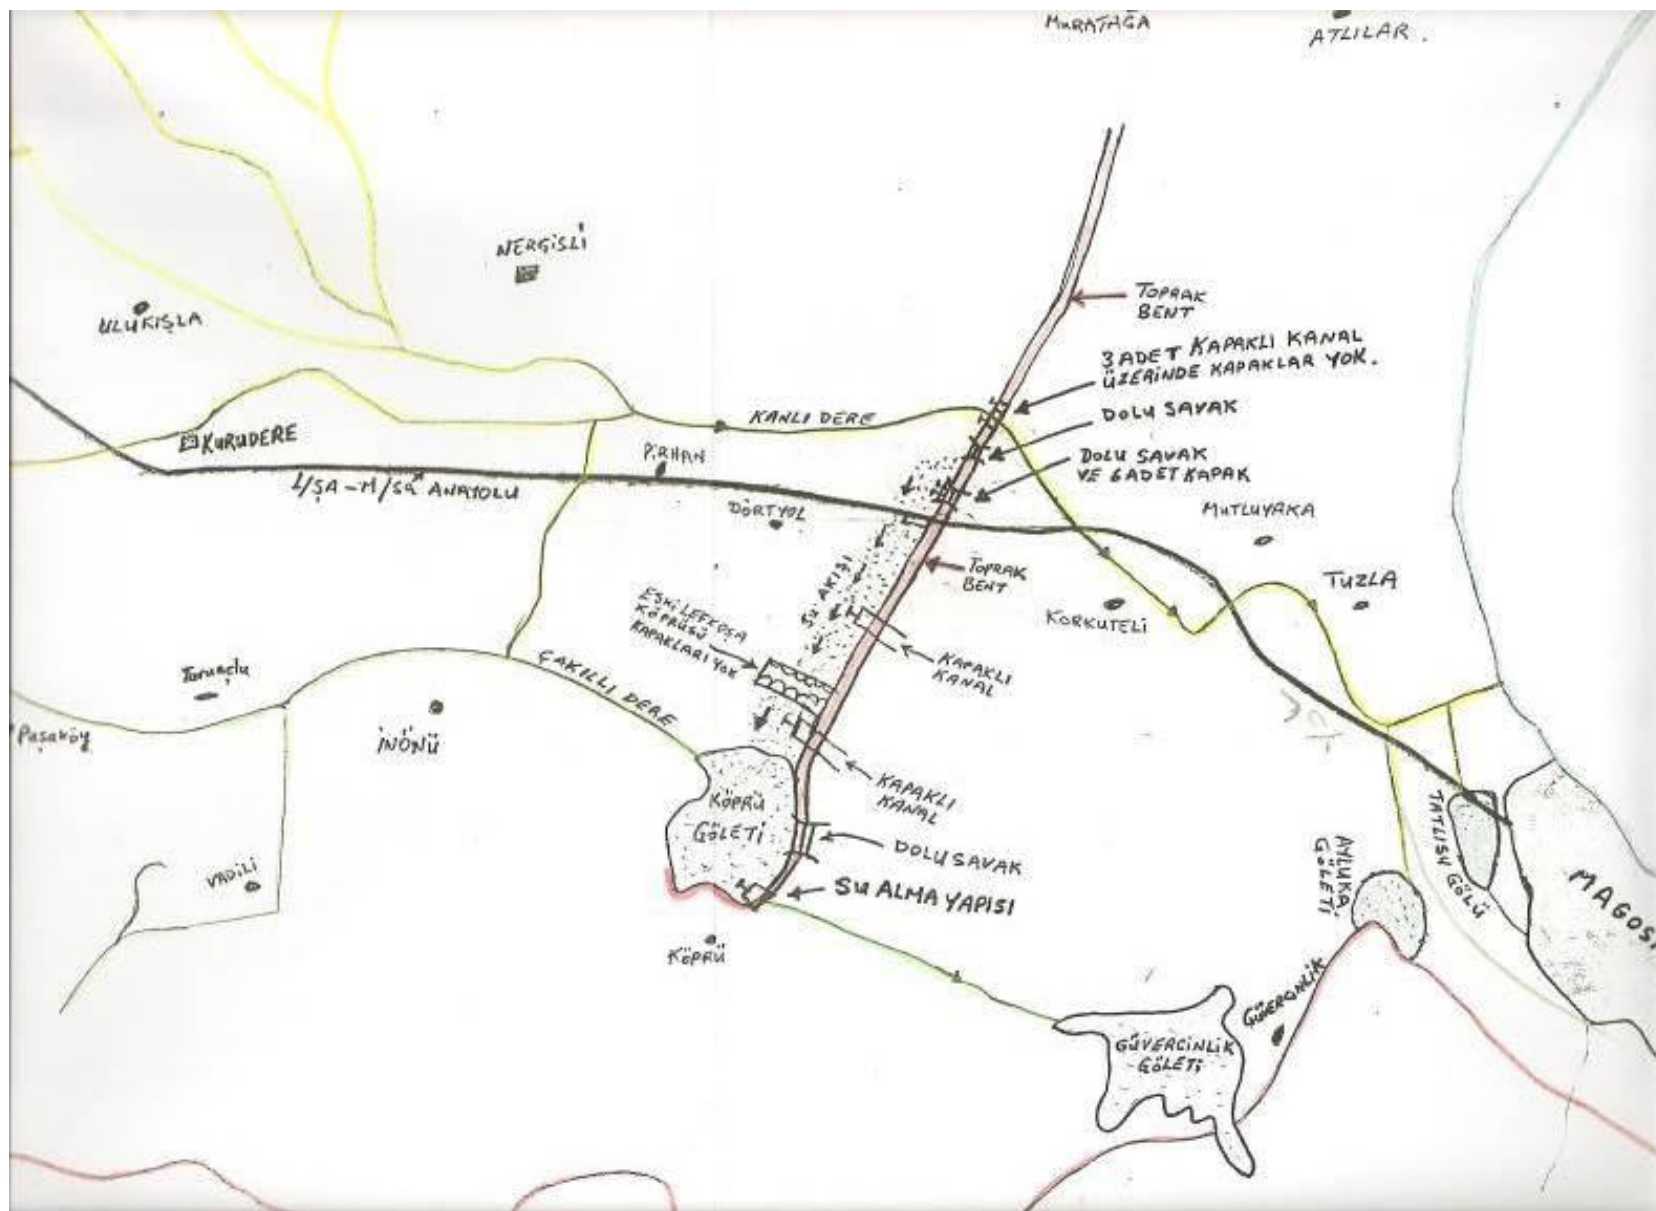 MURATAĞA
ATLILAR .
NERGİSLİ
ULUKIŞLA
TOPRAK
BENT
3 ADET KAPAKLI KANAL
ÜZERİNDE KAPAKLAR YOK.
DOLU SAVAK
KANLI DERE
KURUDERE
PİRHAN
DOLU SAVAK
VE 6 ADET KAPAK
L/ŞA-M/SA ANAYOLU
DÖRTYOL
MUTLUYAKA
TOPRAK
BENT
TUZLA
SU AKIŞI
KORKUTELİ
ESKİ LEFKOŞA
KÖPRÜSÜ
KAPAKLARI YOK
KAPAKLI
KANAL
ÇAKILLI DERE
Turunçlu
Paşaköy
İNÖNÜ
KAPAKLI
KANAL
KÖPRÜ
GÖLETİ
DOLU SAVAK
VADİLİ
SU ALMA YAPISI
AYLUKA
GÖLETİ
TATLISU GÖLÜ
MAGOSA
KÖPRÜ
GÜVERCİNLİK
GÜVERCİNLİK
GÖLETİ